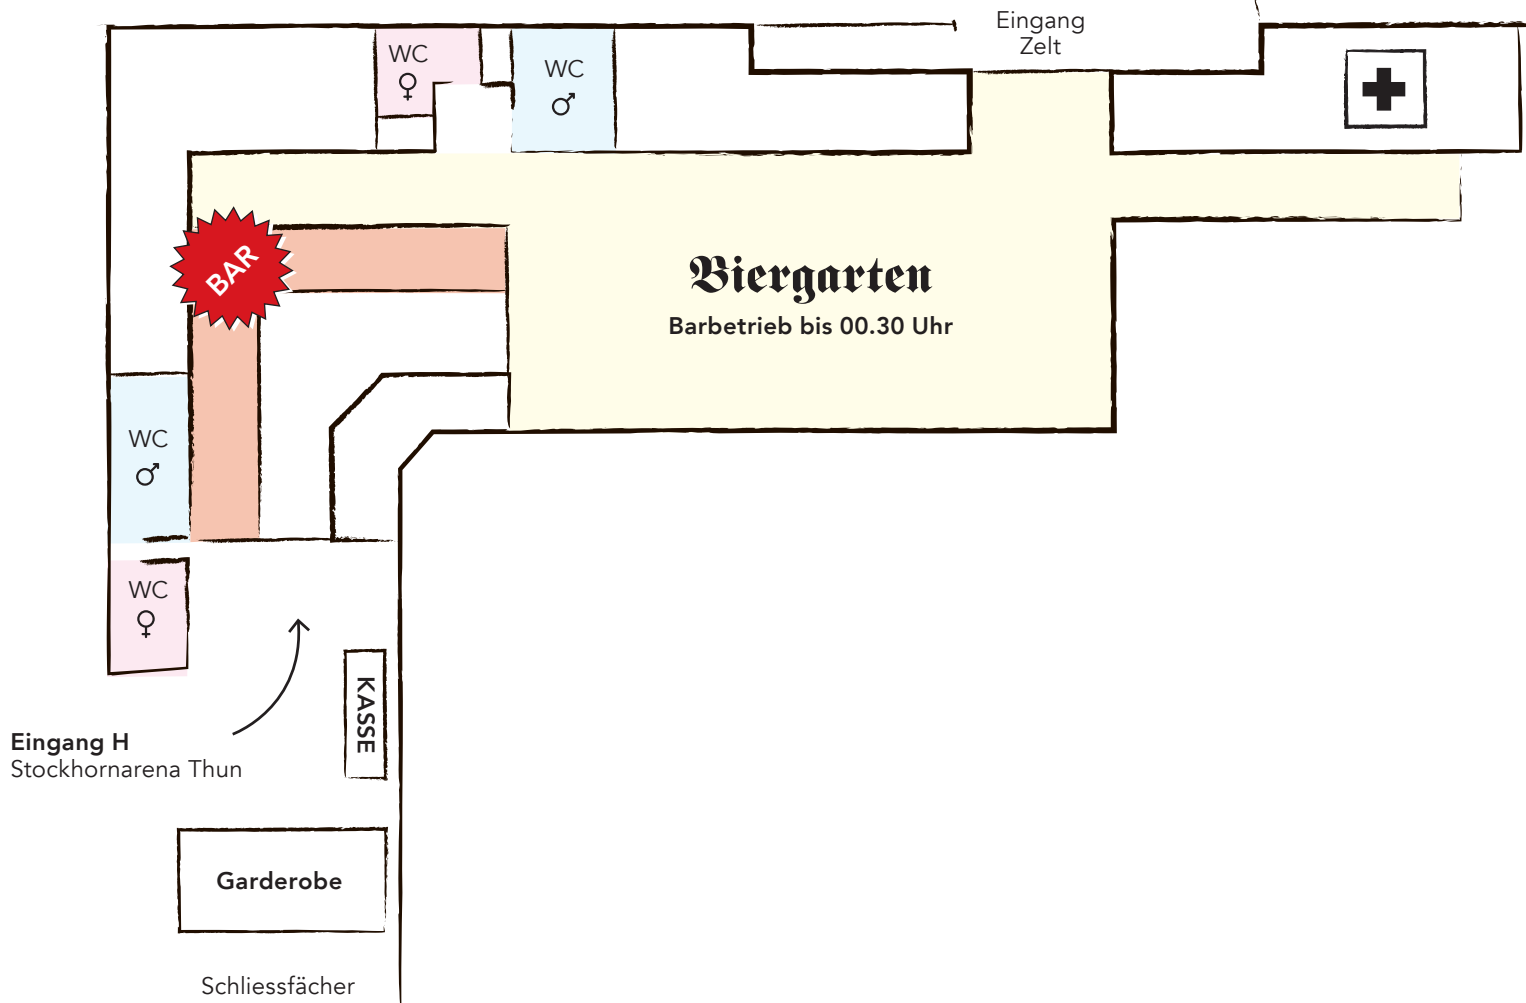 Eingang
Zelt
WC
WC
BAR
Biergarten
Barbetrieb bis 00.30 Uhr
WC
WC
KASSE
Eingang H
Stockhornarena Thun
Garderobe
Schliessfächer